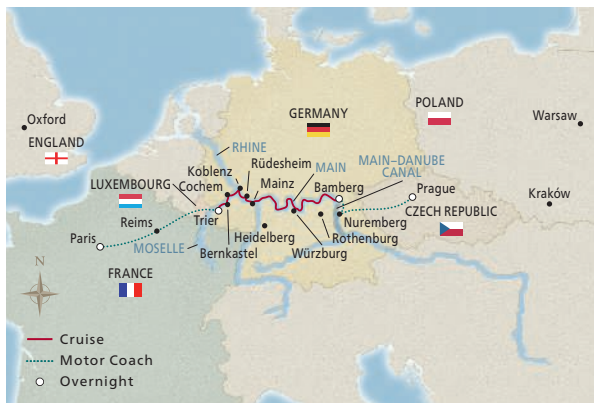 Oxford
ENGLAND
GERMANY
POLAND
Warsaw
RHINE
Koblenz
Rüdesheim
MAIN
MAIN–DANUBE
CANAL
Cochem
Mainz
Bamberg
Prague
Kraków
LUXEMBOURG
Trier
Reims
Paris
MOSELLE
Bernkastel
Heidelberg
Würzburg
Rothenburg
Nuremberg
CZECH REPUBLIC
FRANCE
N
Cruise
Motor Coach
Overnight